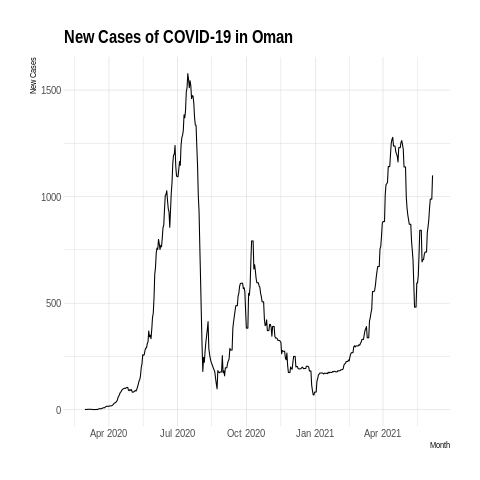 New Cases of COVID-19 in Oman
New Cases
1500
1000
500
0
Apr 2020 Jul 2020 Oct 2020 Jan 2021 Apr 2021
Month